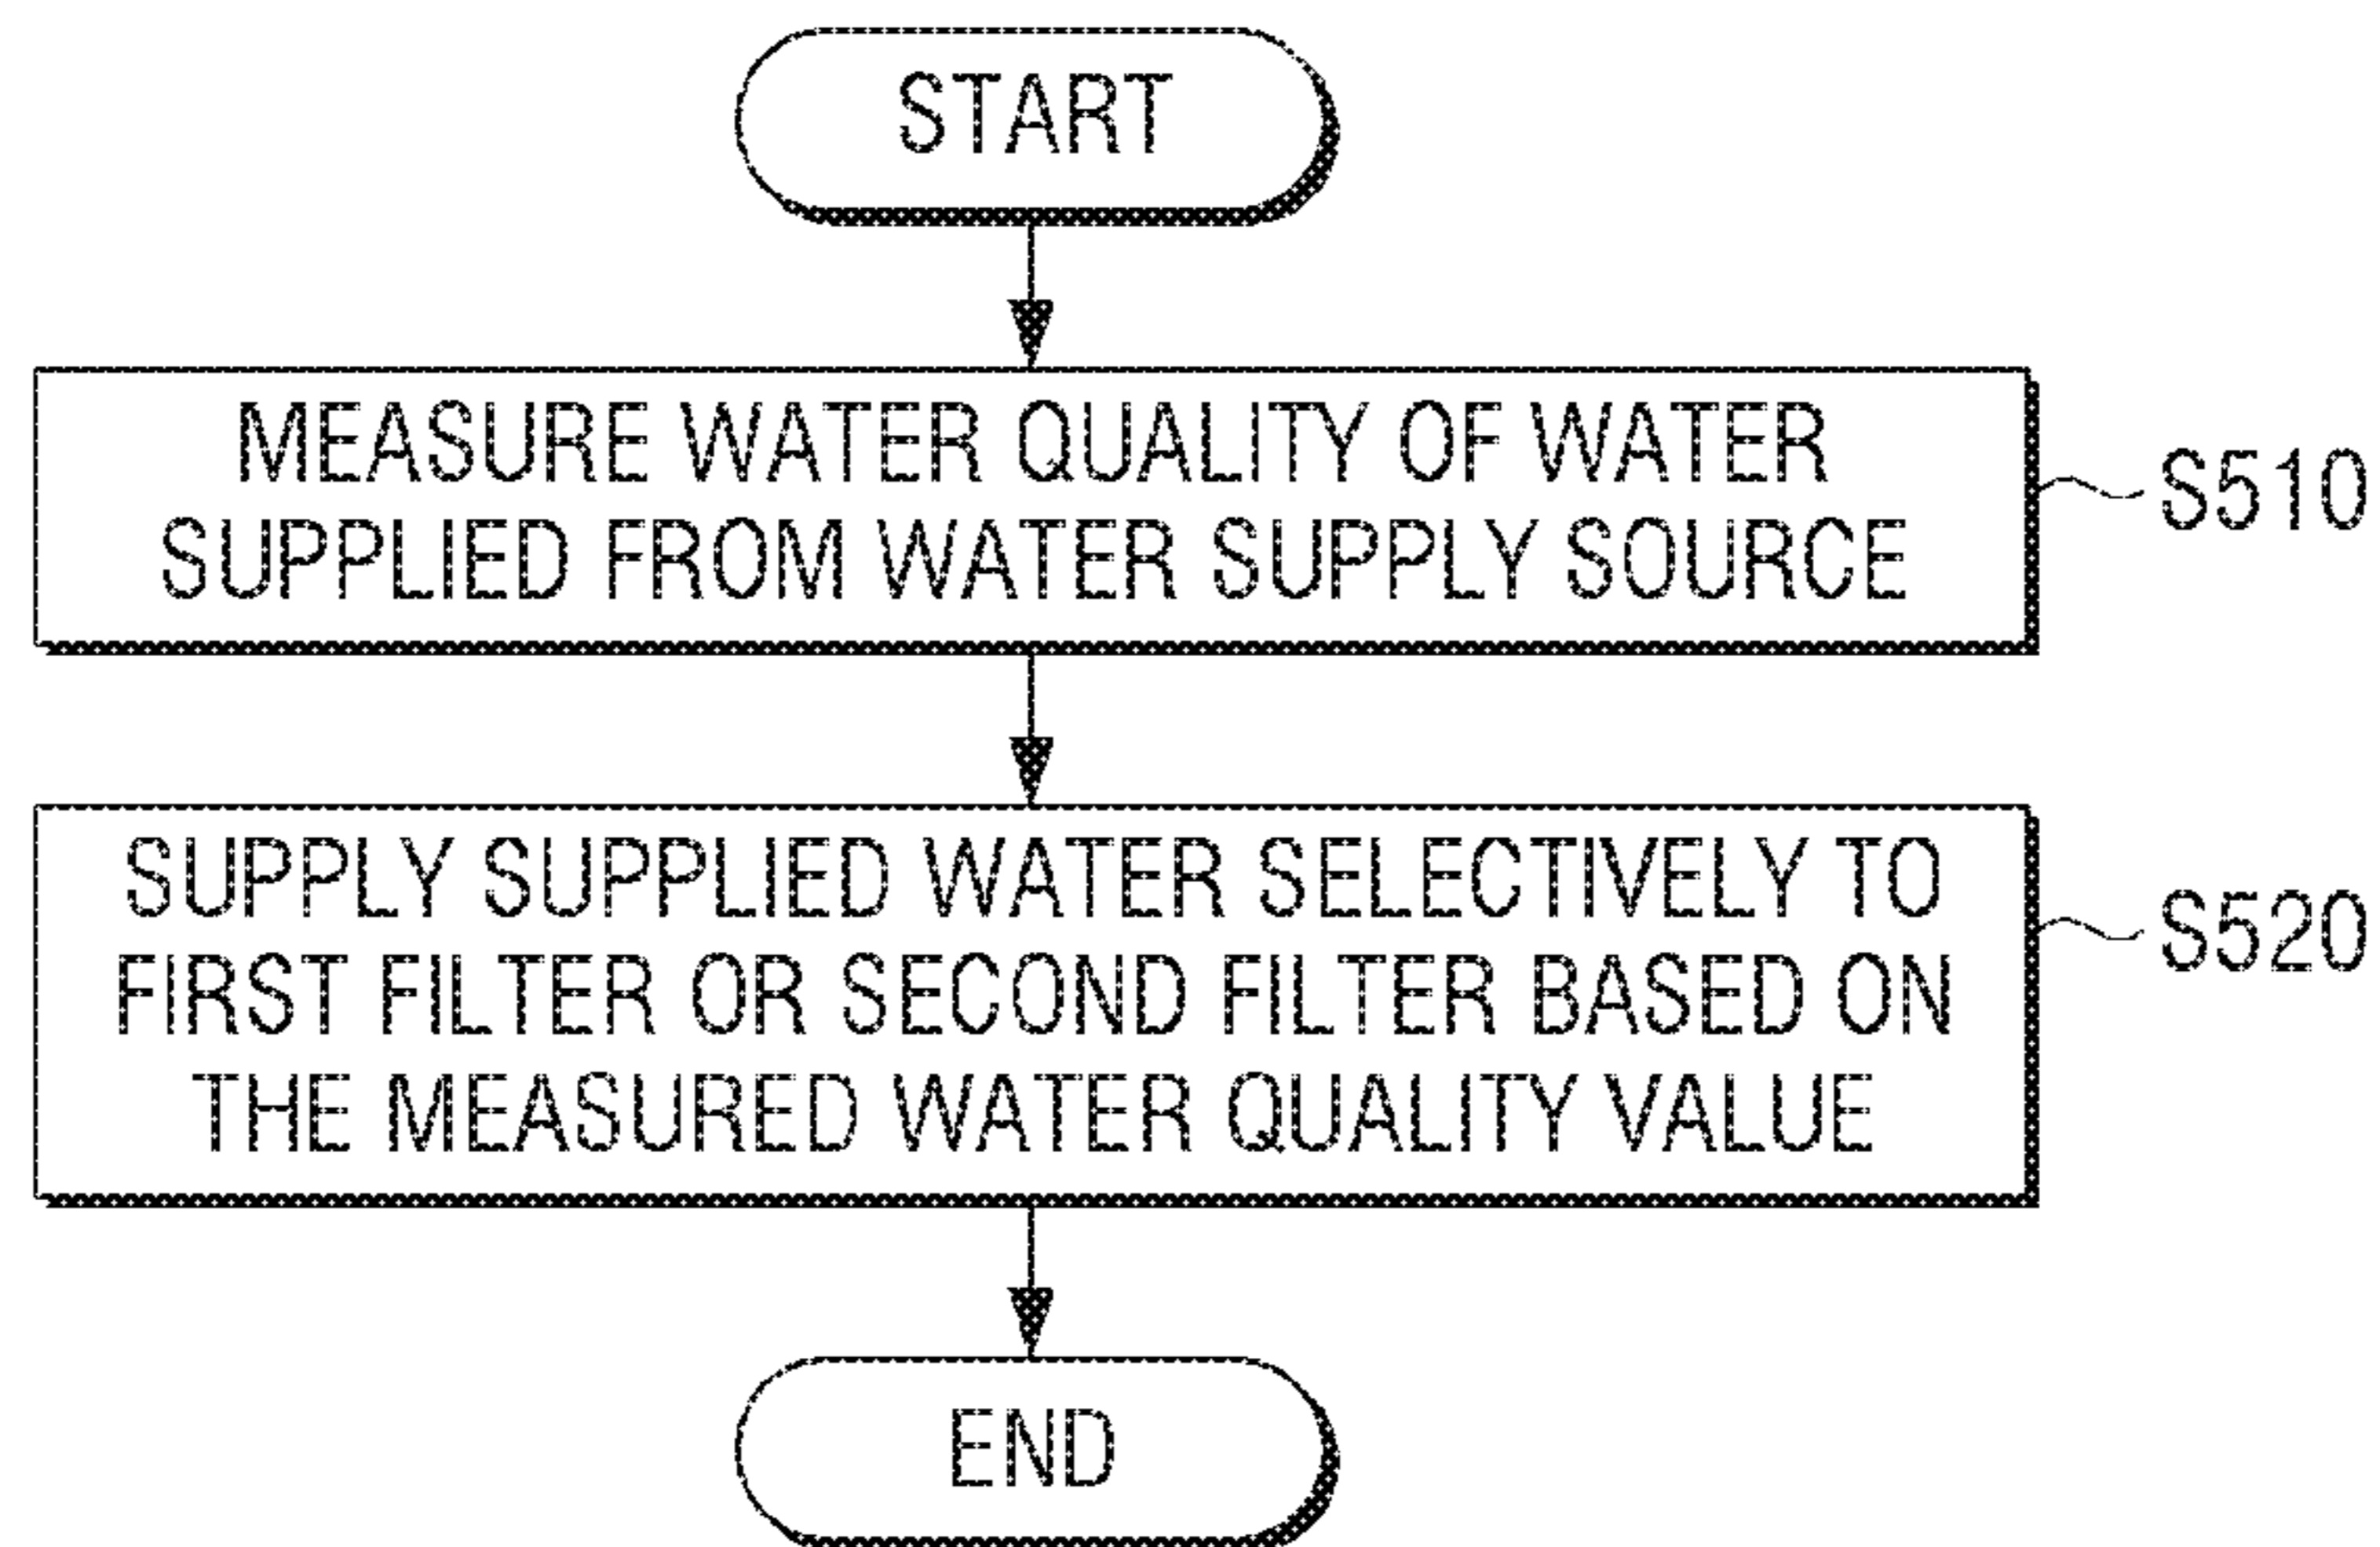 START
MEASURE WATER QUALITY OF WATER
SUPPLIED FROM WATER SUPPLY SOURCE
S510
SUPPLY SUPPLIED WATER SELECTIVELY TO
FIRST FILTER OR SECOND FILTER BASED ON
THE MEASURED WATER QUALITY VALUE
S520
END